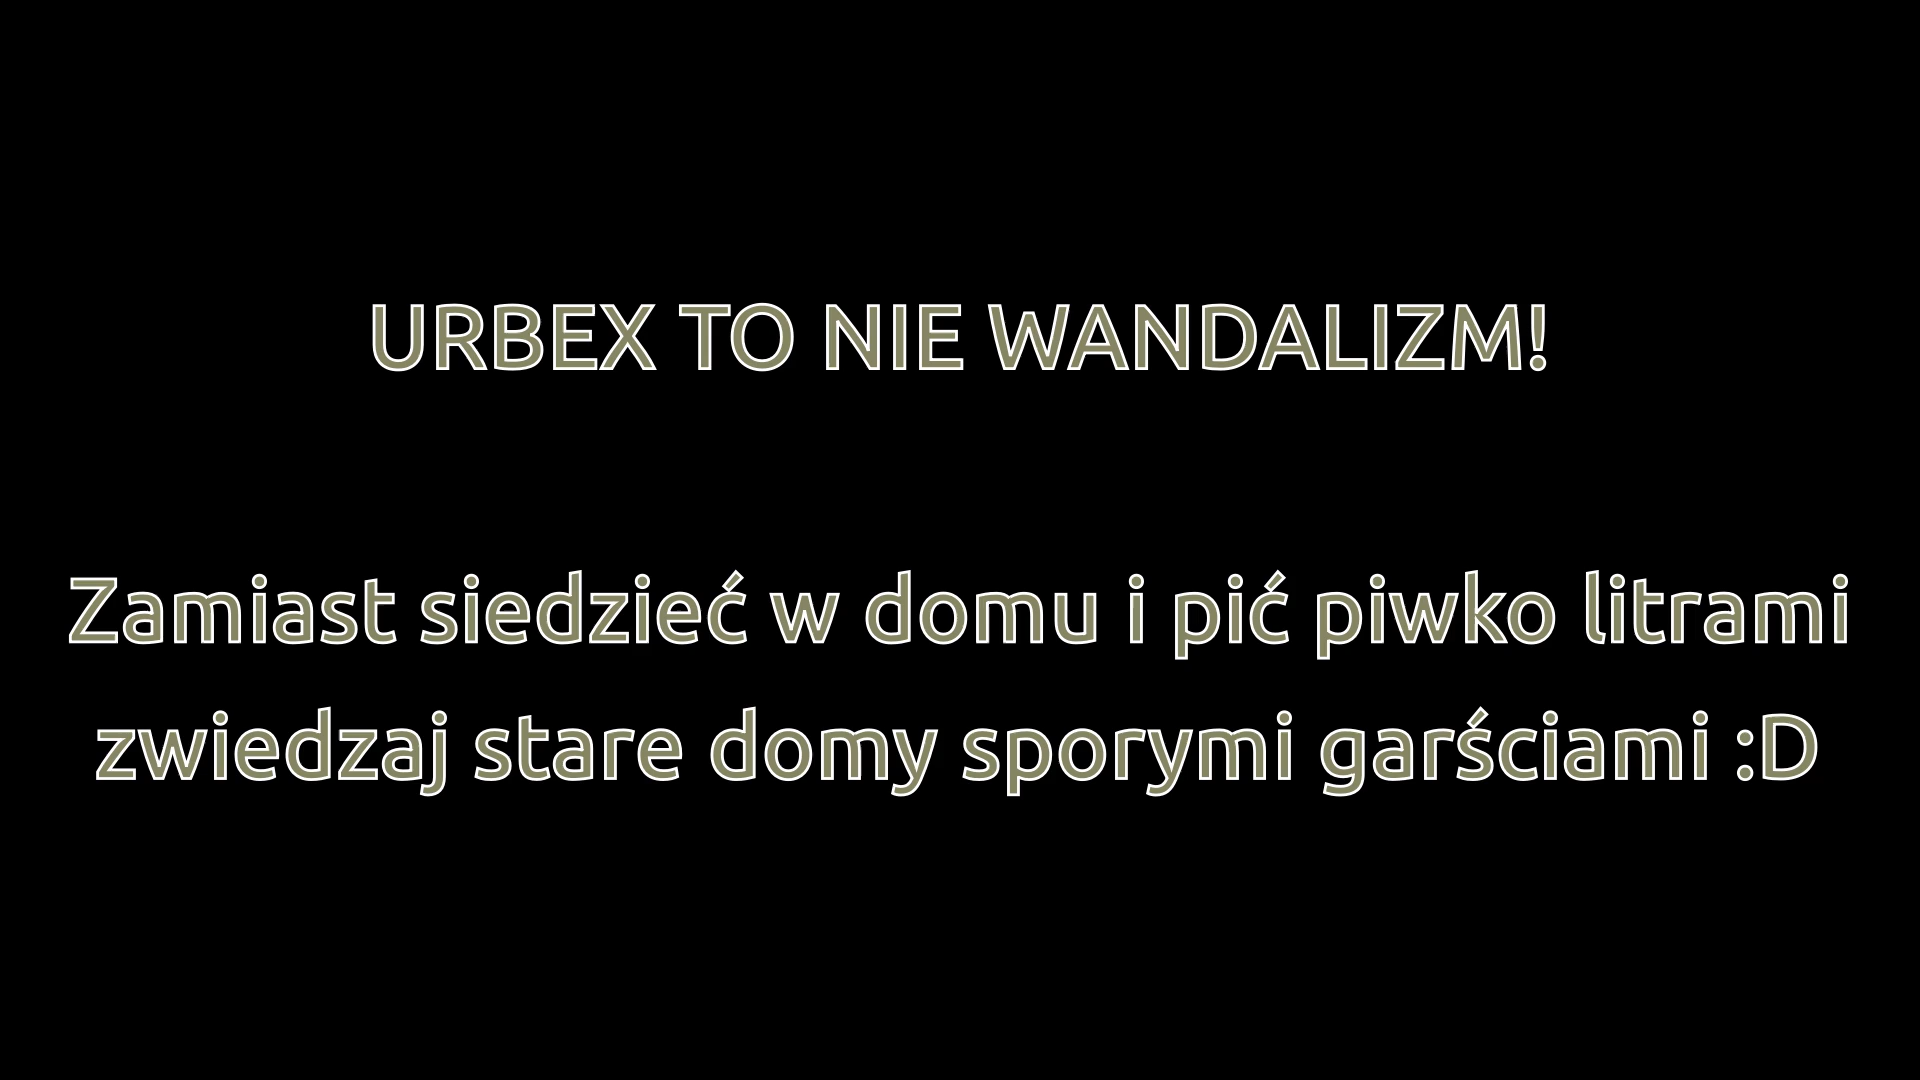 URBEX TO NIE WANDALIZM!
Zamiast siedzieć w domu i pić piwko litrami
zwiedzaj stare domy sporymi garściami :D